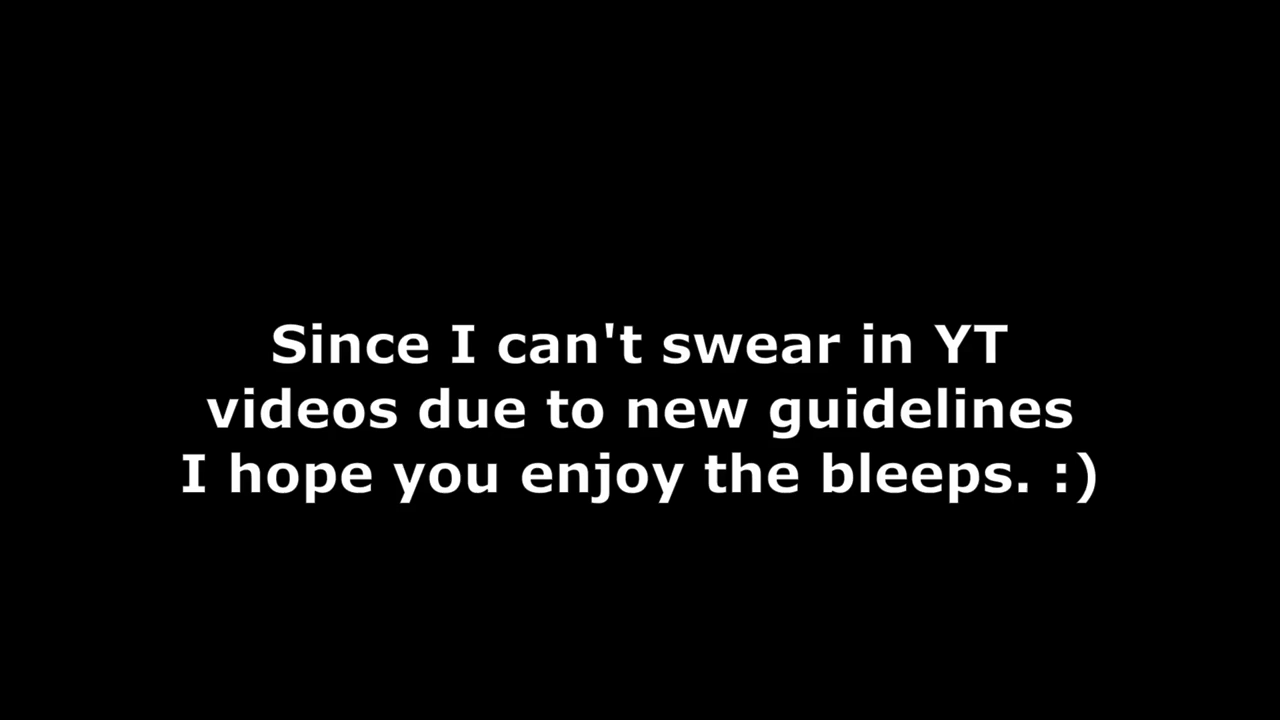 Since I can't swear in YT
videos due to new guidelines
I hope you enjoy the bleeps. :)